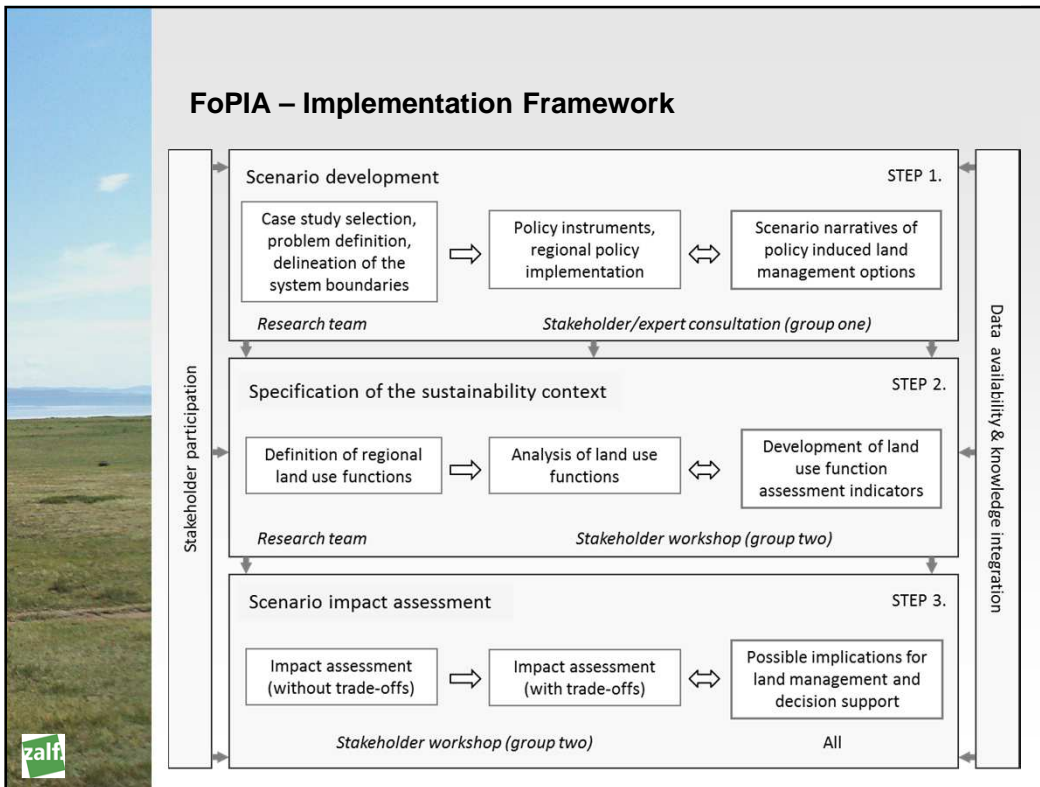 FoPIA – Implementation Framework
Stakeholder participation
Scenario development
STEP 1.
Case study selection,
problem definition,
delineation of the
system boundaries
Policy instruments,
regional policy
implementation
Scenario narratives of
policy induced land
management options
Research team
Stakeholder/expert consultation (group one)
Specification of the sustainability context
STEP 2.
Definition of regional
land use functions
Analysis of land use
functions
Development of land
use function
assessment indicators
Research team
Stakeholder workshop (group two)
Scenario impact assessment
STEP 3.
Impact assessment
(without trade-offs)
Impact assessment
(with trade-offs)
Possible implications for
land management and
decision support
Stakeholder workshop (group two)
All
Data availability & knowledge integration
zalf